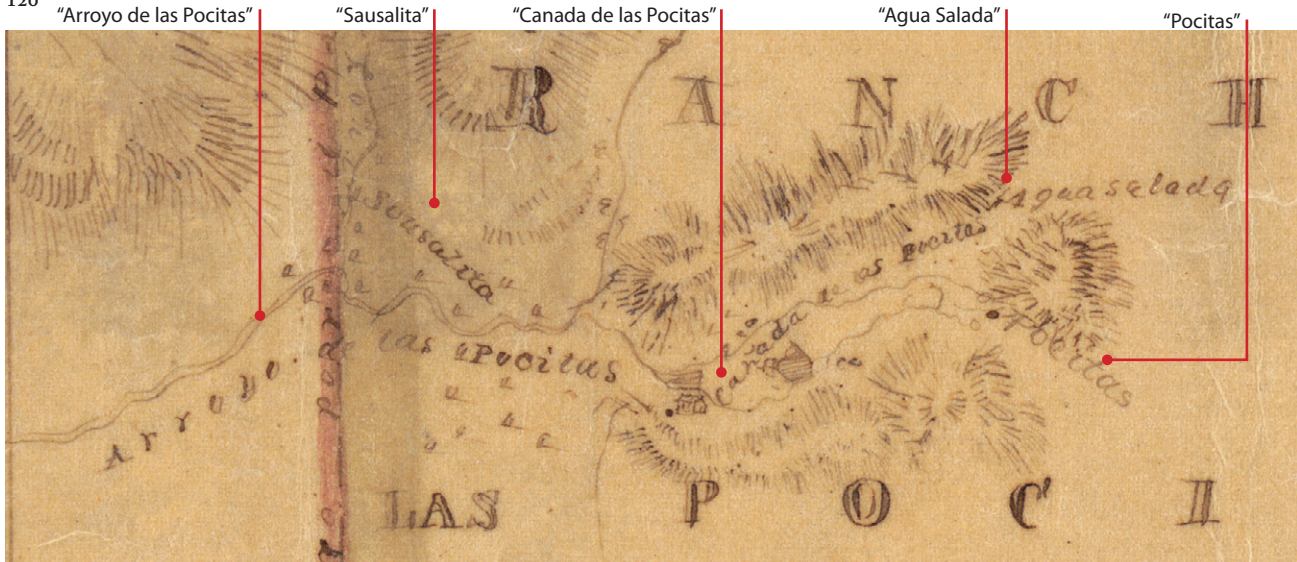 126
“Arroyo de las Pocitas” “Sausalita” “Canada de las Pocitas” “Agua Salada” “Pocitas”
R A N C H
Agua salada
Sausalita
Canada de las Pocitas
Pocitas
Arroyo de las Pocitas
LAS P O C I